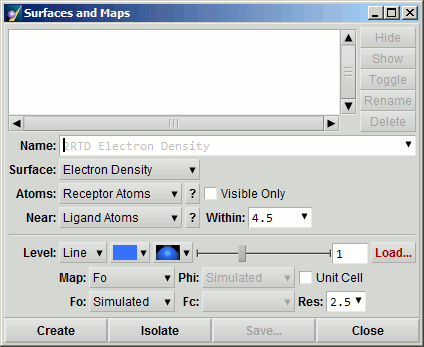 Surfaces and Maps
Hide
Show
Toggle
Rename
Delete
Name: 2RTD Electron Density
Surface: Electron Density
Atoms: Receptor Atoms ? Visible Only
Near: Ligand Atoms ? Within: 4.5
Level: Line 1 Load...
Map: Fo Phi: Simulated Unit Cell
Fo: Simulated Fc: Res: 2.5
Create Isolate Save... Close